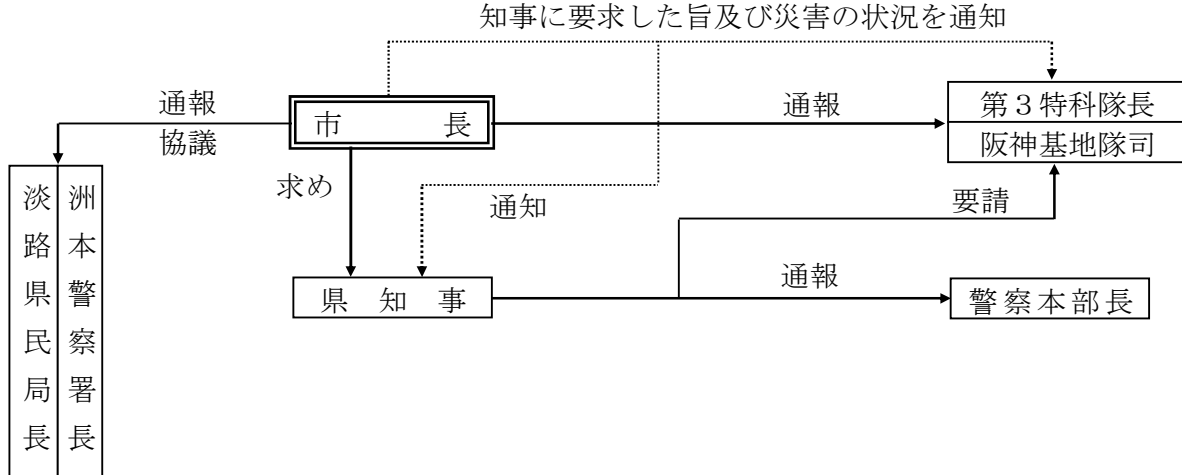 知事に要求した旨及び災害の状況を通知
通報
協議
市長
通報
第３特科隊長
阪神基地隊司
求め
通知
要請
淡路県民局長
洲本警察署長
県知事
通報
警察本部長